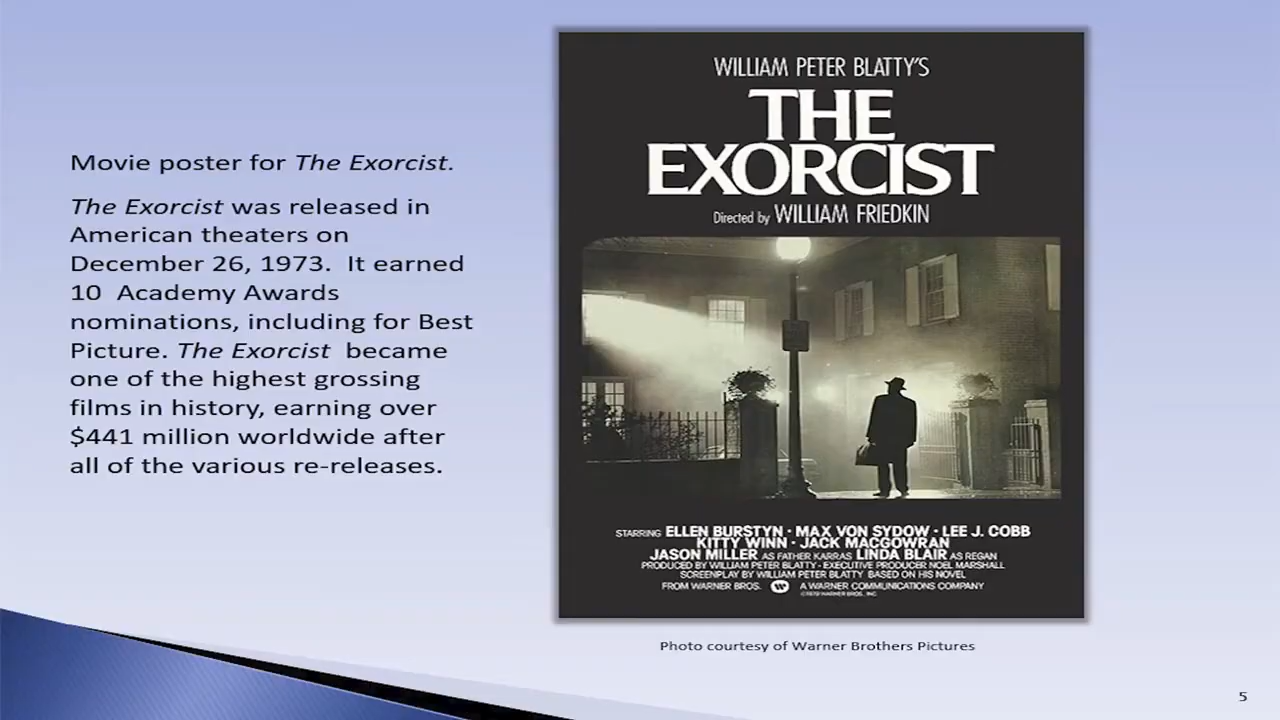 Movie poster for The Exorcist.
The Exorcist was released in
American theaters on
December 26, 1973.  It earned
10  Academy Awards
nominations, including for Best
Picture. The Exorcist  became
one of the highest grossing
films in history, earning over
$441 million worldwide after
all of the various re-releases.
WILLIAM PETER BLATTY'S
THE
EXORCIST
Directed by WILLIAM FRIEDKIN
STARRING ELLEN BURSTYN · MAX VON SYDOW · LEE J. COBB
KITTY WINN · JACK MACGOWRAN
JASON MILLER AS FATHER KARRAS LINDA BLAIR AS REGAN
PRODUCED BY WILLIAM PETER BLATTY · EXECUTIVE PRODUCER NOEL MARSHALL
SCREENPLAY BY WILLIAM PETER BLATTY BASED ON HIS NOVEL
FROM WARNER BROS. A WARNER COMMUNICATIONS COMPANY
WARNER BROS., INC.
Photo courtesy of Warner Brothers Pictures
5